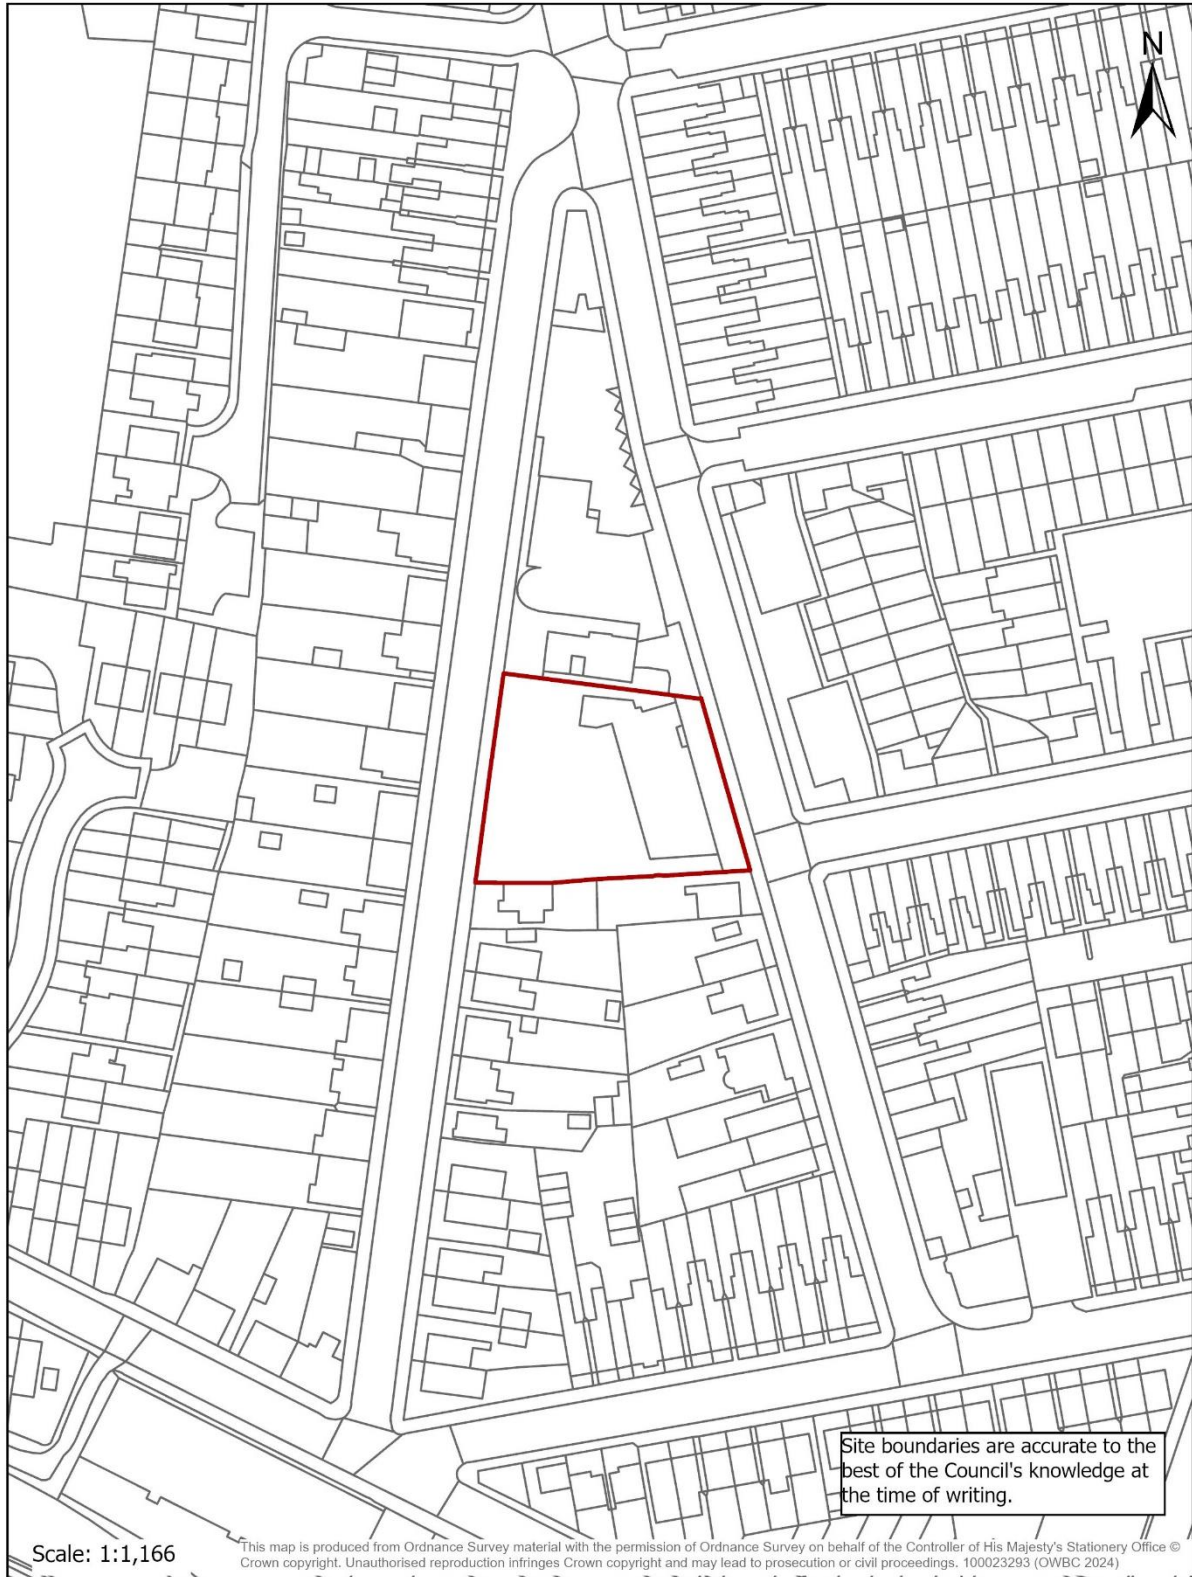 N
Site boundaries are accurate to the
best of the Council's knowledge at
the time of writing.
Scale: 1:1,166
This map is produced from Ordnance Survey material with the permission of Ordnance Survey on behalf of the Controller of His Majesty's Stationery Office ©
Crown copyright. Unauthorised reproduction infringes Crown copyright and may lead to prosecution or civil proceedings. 100023293 (OWBC 2024)